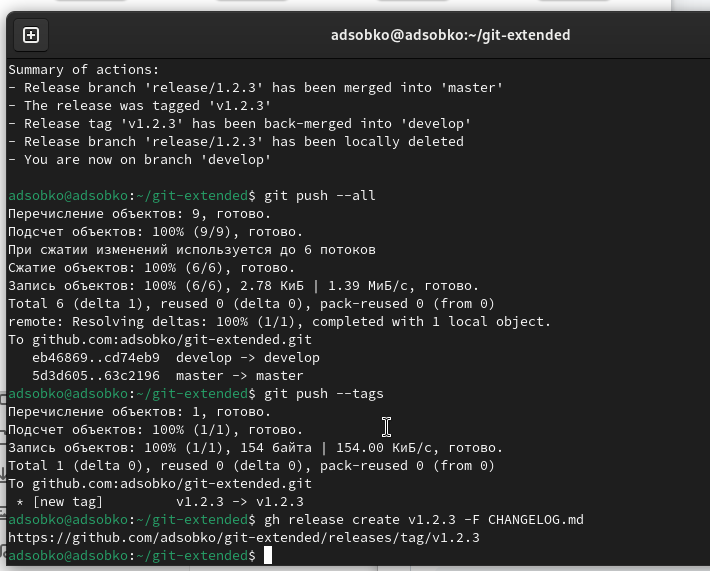 adsobko@adsobko:~/git-extended
Summary of actions:
- Release branch 'release/1.2.3' has been merged into 'master'
- The release was tagged 'v1.2.3'
- Release tag 'v1.2.3' has been back-merged into 'develop'
- Release branch 'release/1.2.3' has been locally deleted
- You are now on branch 'develop'
adsobko@adsobko:~/git-extended$ git push --all
Перечисление объектов: 9, готово.
Подсчет объектов: 100% (9/9), готово.
При сжатии изменений используется до 6 потоков
Сжатие объектов: 100% (6/6), готово.
Запись объектов: 100% (6/6), 2.78 КиБ | 1.39 МиБ/с, готово.
Total 6 (delta 1), reused 0 (delta 0), pack-reused 0 (from 0)
remote: Resolving deltas: 100% (1/1), completed with 1 local object.
To github.com:adsobko/git-extended.git
   eb46869..cd74eb9  develop -> develop
   5d3d605..63c2196  master -> master
adsobko@adsobko:~/git-extended$ git push --tags
Перечисление объектов: 1, готово.
Подсчет объектов: 100% (1/1), готово.
Запись объектов: 100% (1/1), 154 байта | 154.00 КиБ/с, готово.
Total 1 (delta 0), reused 0 (delta 0), pack-reused 0 (from 0)
To github.com:adsobko/git-extended.git
 * [new tag]         v1.2.3 -> v1.2.3
adsobko@adsobko:~/git-extended$ gh release create v1.2.3 -F CHANGELOG.md
https://github.com/adsobko/git-extended/releases/tag/v1.2.3
adsobko@adsobko:~/git-extended$